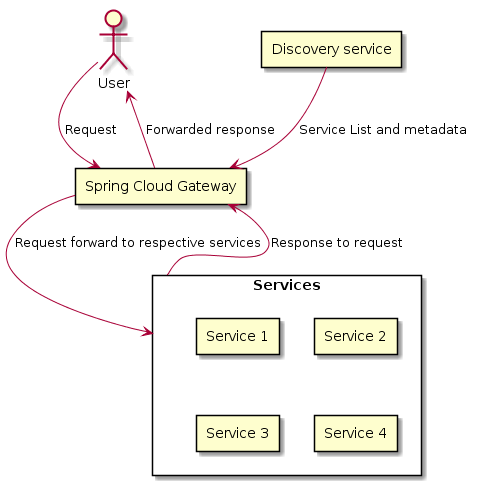 Discovery service
User
Request
Forwarded response
Service List and metadata
Spring Cloud Gateway
Request forward to respective services
Response to request
Services
Service 1
Service 2
Service 3
Service 4